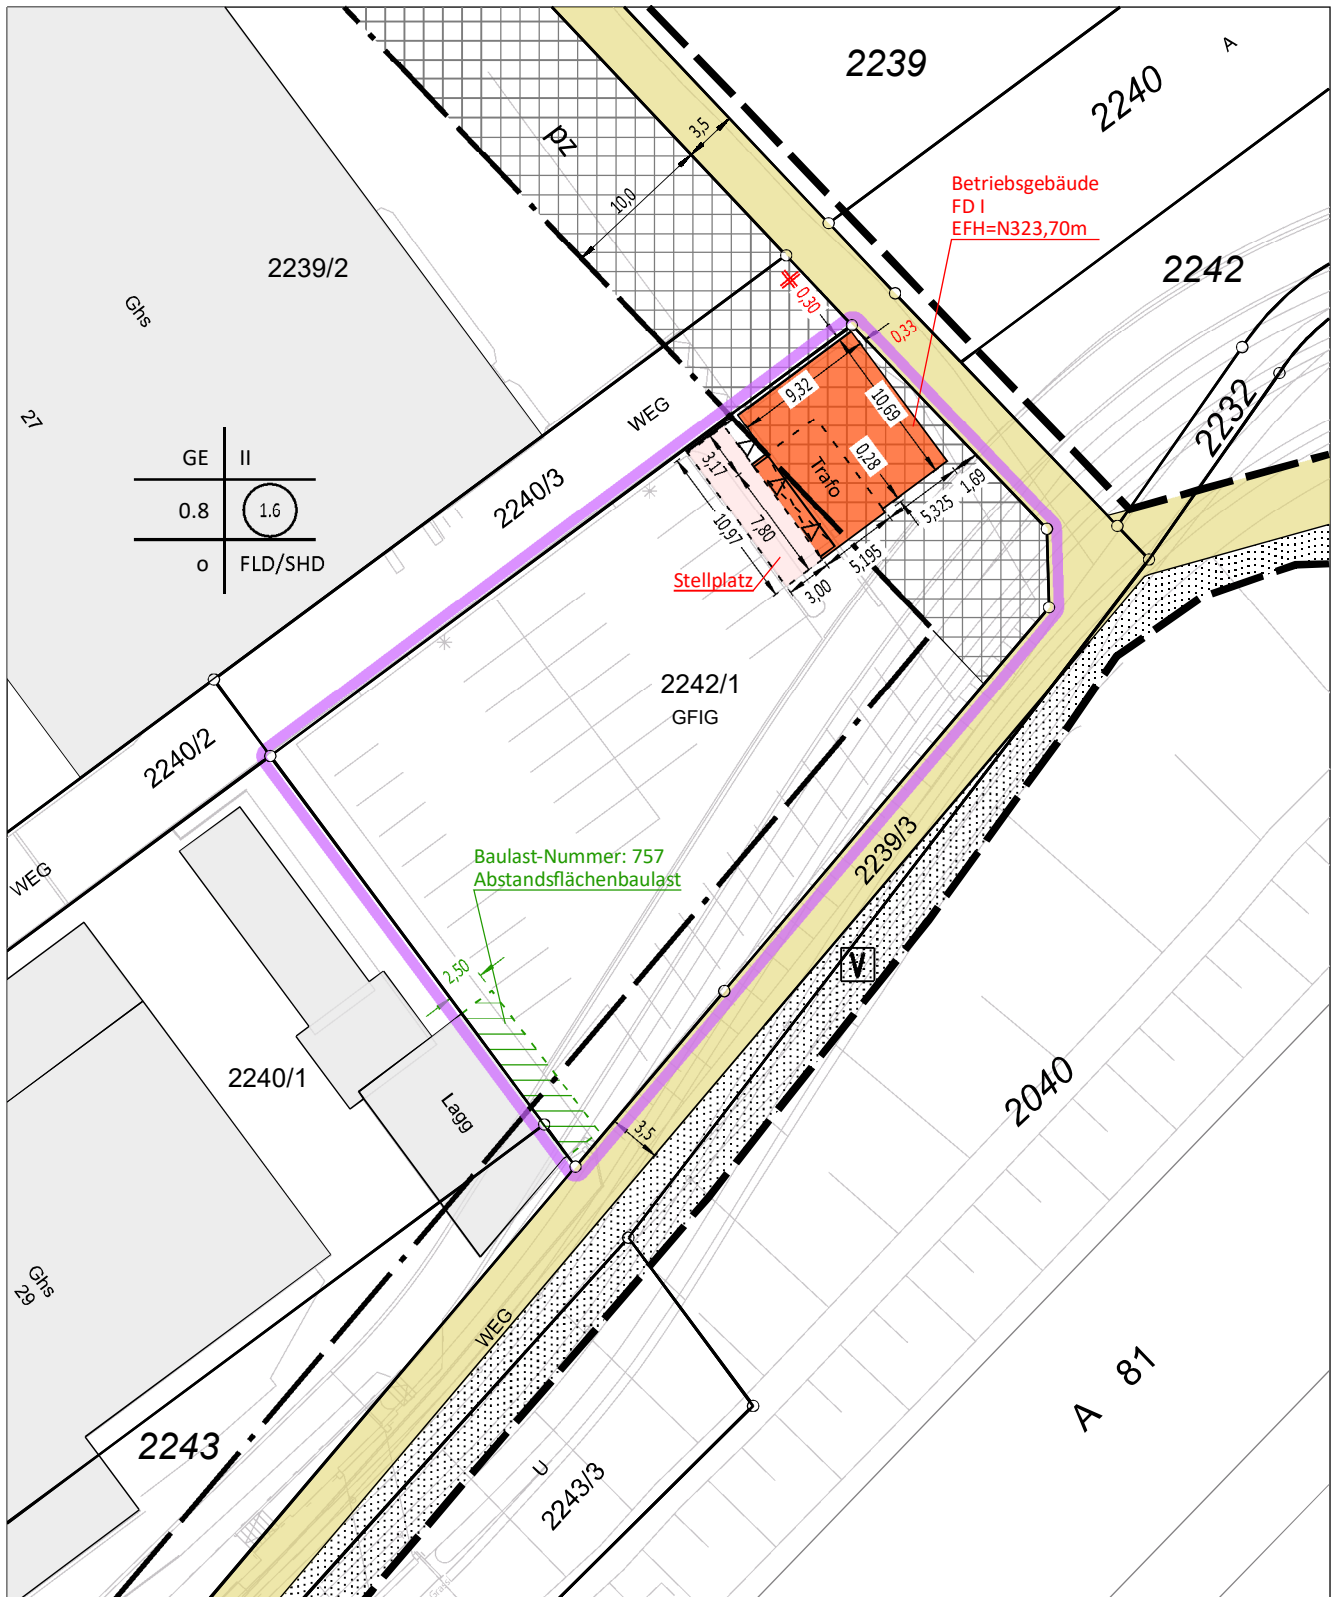 2239
2240
A
3,5
pz
10,0
Betriebsgebäude
FD I
EFH=N323,70m
2242
2239/2
Ghs
0,30
0,33
27
WEG
9,32
10,69
2232
GE II
0.8 1.6
o FLD/SHD
2240/3
3,17
7,80
10,97
Trafo
0,28
1,69
5,325
5,195
3,00
Stellplatz
2242/1
GFIG
2240/2
WEG
2239/3
Baulast-Nummer: 757
Abstandsflächenbaulast
2,50
V
2240/1
Lagg
2040
3,5
Ghs
29
WEG
A 81
2243
U
2243/3